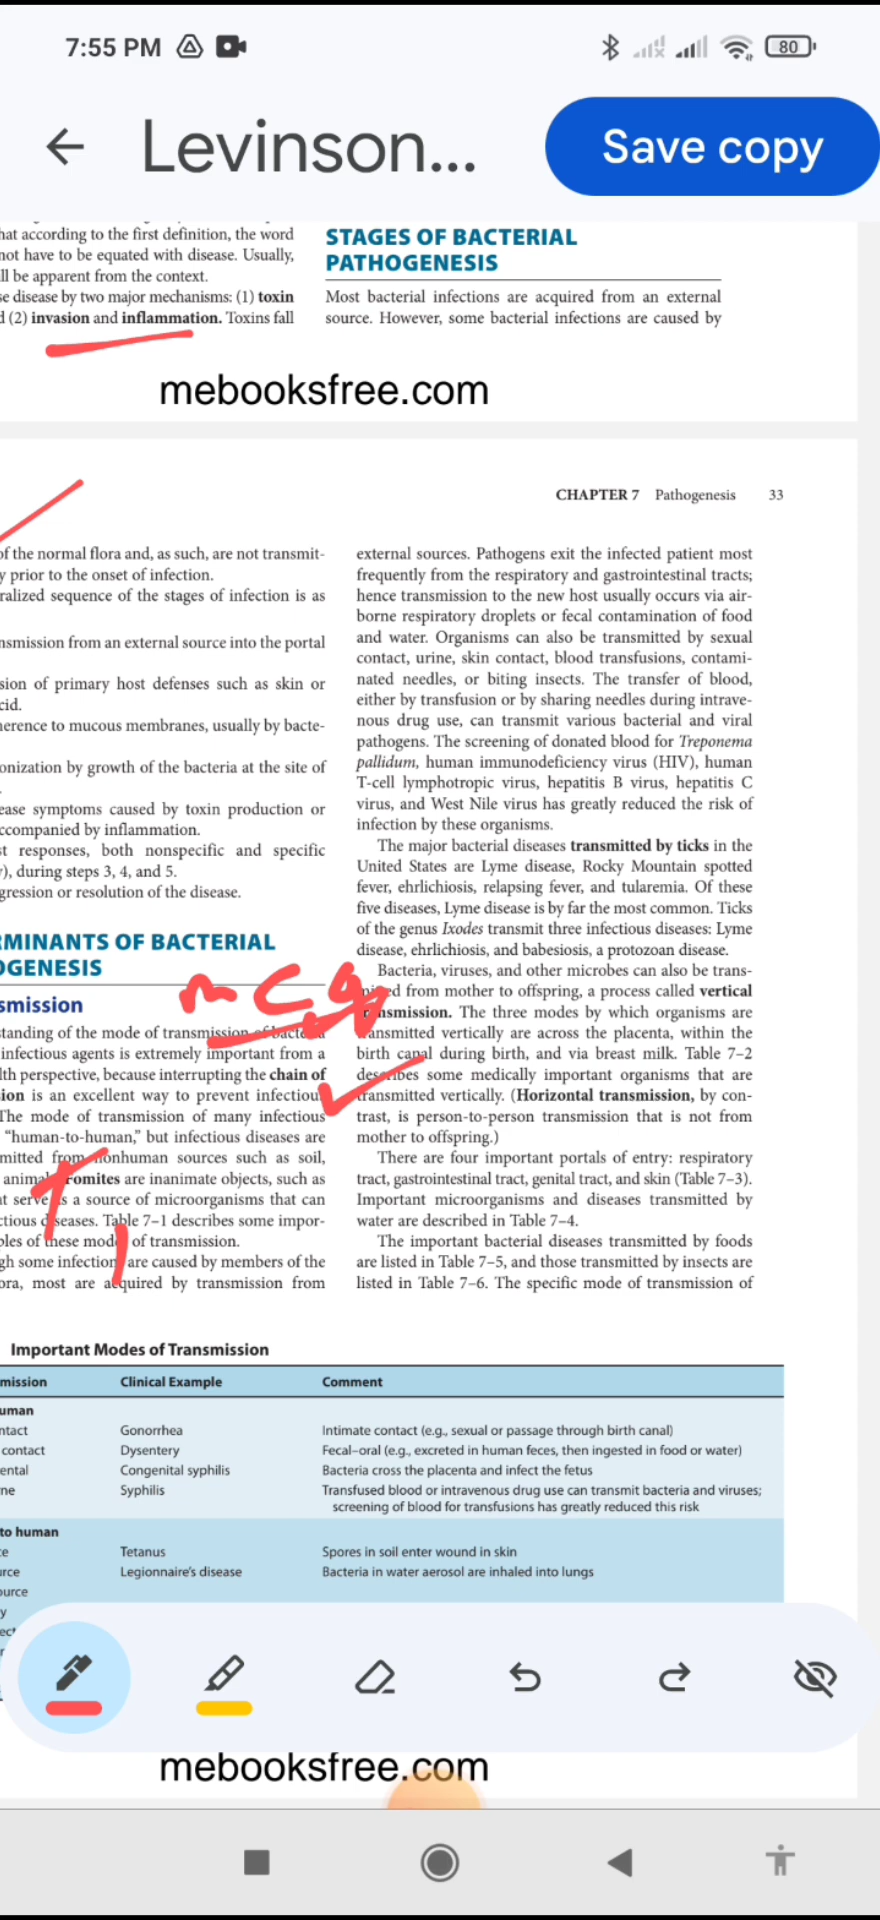 7:55 PM
80
Levinson...
Save copy
hat according to the first definition, the word
not have to be equated with disease. Usually,
ll be apparent from the context.
se disease by two major mechanisms: (1) toxin
d (2) invasion and inflammation. Toxins fall
STAGES OF BACTERIAL
PATHOGENESIS
Most bacterial infections are acquired from an external
source. However, some bacterial infections are caused by
mebooksfree.com
CHAPTER 7 Pathogenesis 33
of the normal flora and, as such, are not transmit-
y prior to the onset of infection.
ralized sequence of the stages of infection is as
nsmission from an external source into the portal
sion of primary host defenses such as skin or
cid.
herence to mucous membranes, usually by bacte-
onization by growth of the bacteria at the site of
ease symptoms caused by toxin production or
ccompanied by inflammation.
st responses, both nonspecific and specific
y), during steps 3, 4, and 5.
gression or resolution of the disease.
RMINANTS OF BACTERIAL
OGENESIS
smission
standing of the mode of transmission of bacterial
infectious agents is extremely important from a
lth perspective, because interrupting the chain of
ion is an excellent way to prevent infectious
The mode of transmission of many infectious
"human-to-human," but infectious diseases are
mitted from nonhuman sources such as soil,
animals. Fomites are inanimate objects, such as
at serve as a source of microorganisms that can
ctious diseases. Table 7–1 describes some impor-
ples of these modes of transmission.
gh some infections are caused by members of the
ora, most are acquired by transmission from
external sources. Pathogens exit the infected patient most
frequently from the respiratory and gastrointestinal tracts;
hence transmission to the new host usually occurs via air-
borne respiratory droplets or fecal contamination of food
and water. Organisms can also be transmitted by sexual
contact, urine, skin contact, blood transfusions, contami-
nated needles, or biting insects. The transfer of blood,
either by transfusion or by sharing needles during intrave-
nous drug use, can transmit various bacterial and viral
pathogens. The screening of donated blood for Treponema
pallidum, human immunodeficiency virus (HIV), human
T-cell lymphotropic virus, hepatitis B virus, hepatitis C
virus, and West Nile virus has greatly reduced the risk of
infection by these organisms.
The major bacterial diseases transmitted by ticks in the
United States are Lyme disease, Rocky Mountain spotted
fever, ehrlichiosis, relapsing fever, and tularemia. Of these
five diseases, Lyme disease is by far the most common. Ticks
of the genus Ixodes transmit three infectious diseases: Lyme
disease, ehrlichiosis, and babesiosis, a protozoan disease.
Bacteria, viruses, and other microbes can also be trans-
mitted from mother to offspring, a process called vertical
transmission. The three modes by which organisms are
transmitted vertically are across the placenta, within the
birth canal during birth, and via breast milk. Table 7–2
describes some medically important organisms that are
transmitted vertically. (Horizontal transmission, by con-
trast, is person-to-person transmission that is not from
mother to offspring.)
There are four important portals of entry: respiratory
tract, gastrointestinal tract, genital tract, and skin (Table 7–3).
Important microorganisms and diseases transmitted by
water are described in Table 7–4.
The important bacterial diseases transmitted by foods
are listed in Table 7–5, and those transmitted by insects are
listed in Table 7–6. The specific mode of transmission of
Important Modes of Transmission
mission Clinical Example Comment
uman
ntact Gonorrhea Intimate contact (e.g., sexual or passage through birth canal)
contact Dysentery Fecal–oral (e.g., excreted in human feces, then ingested in food or water)
ental Congenital syphilis Bacteria cross the placenta and infect the fetus
ne Syphilis Transfused blood or intravenous drug use can transmit bacteria and viruses;
screening of blood for transfusions has greatly reduced this risk
to human
ce Tetanus Spores in soil enter wound in skin
urce Legionnaire's disease Bacteria in water aerosol are inhaled into lungs
ource
y
ect
mebooksfree.com